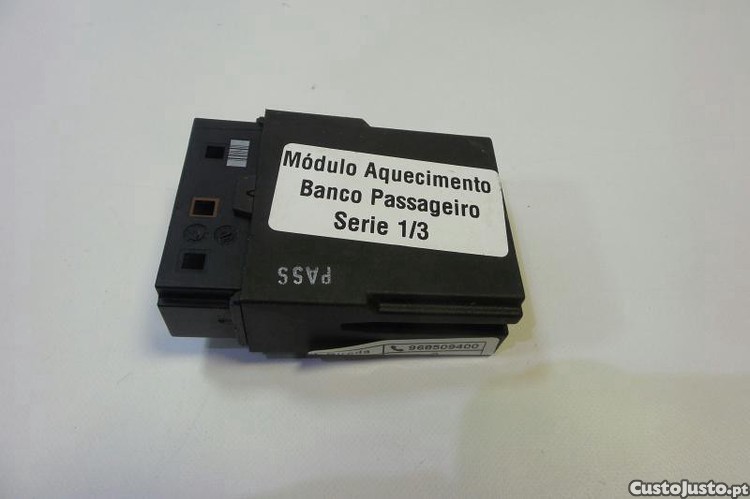 Módulo Aquecimento
Banco Passageiro
Serie 1/3
PASS
968509400
CustoJusto.pt